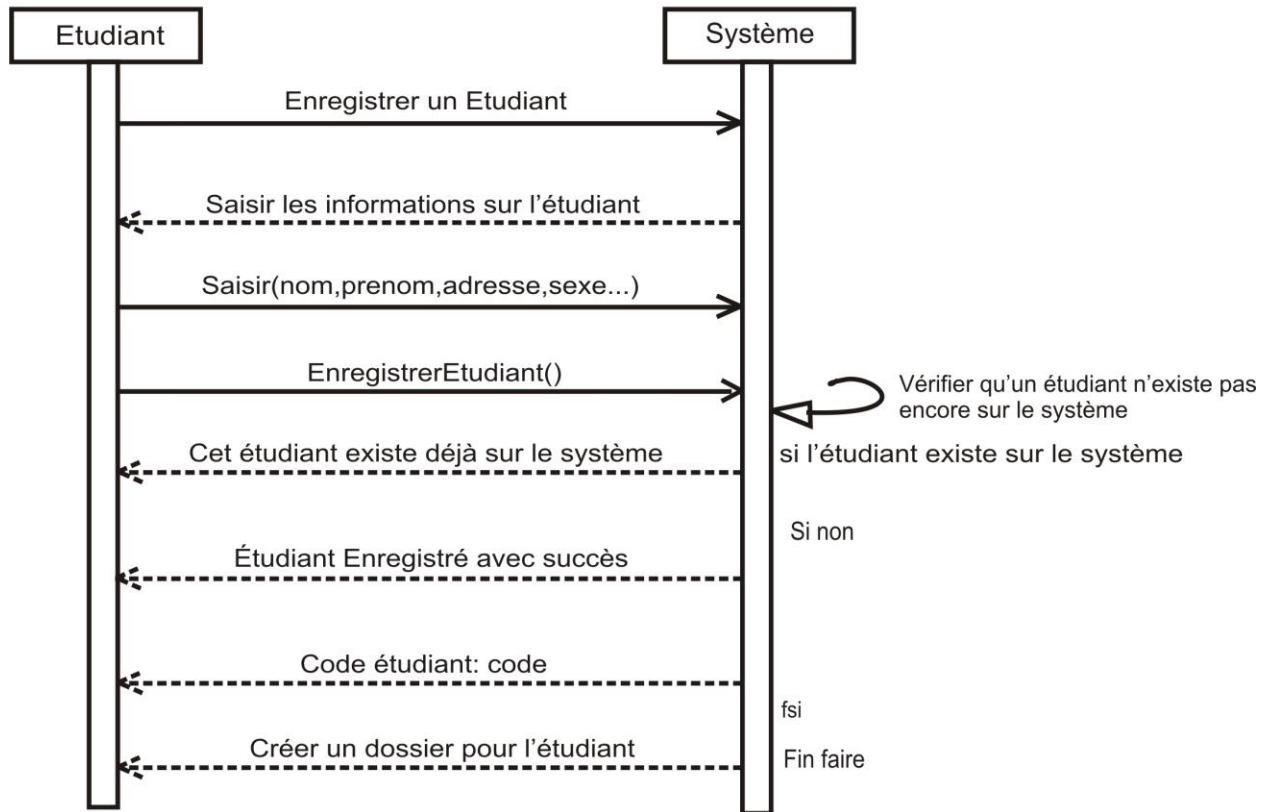 Etudiant
Système
Enregistrer un Etudiant
Saisir les informations sur l'étudiant
Saisir(nom,prenom,adresse,sexe...)
EnregistrerEtudiant()
Vérifier qu'un étudiant n'existe pas
encore sur le système
Cet étudiant existe déjà sur le système
si l'étudiant existe sur le système
Si non
Étudiant Enregistré avec succès
Code étudiant: code
fsi
Créer un dossier pour l'étudiant
Fin faire